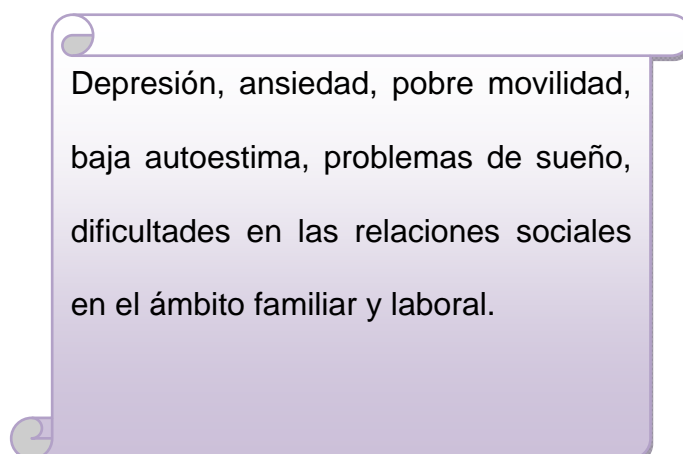 Depresión, ansiedad, pobre movilidad,
baja autoestima, problemas de sueño,
dificultades en las relaciones sociales
en el ámbito familiar y laboral.